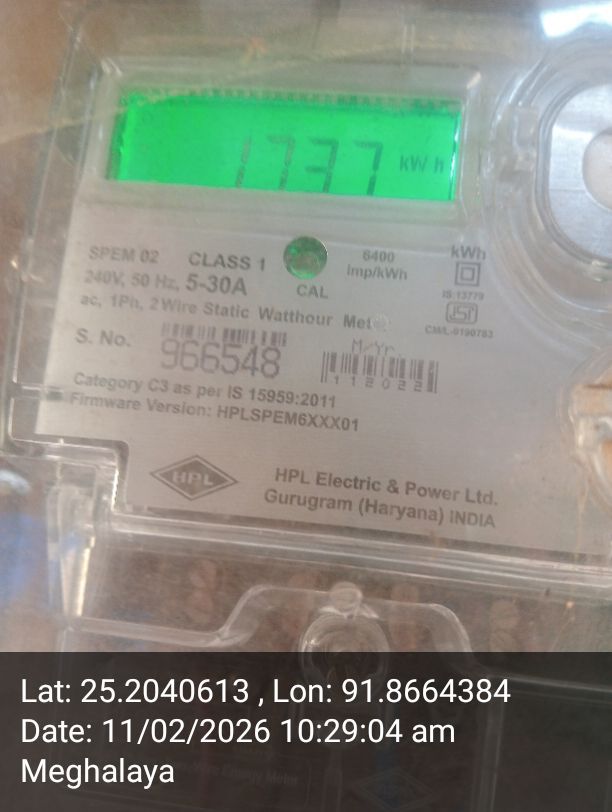 1737 kWh
SPEM 02 CLASS 1 6400 imp/kWh kWh
240V, 50 Hz, 5-30A CAL IS:13779
ac, 1Ph, 2 Wire Static Watthour Met
CM/L-0190763
S. No. 966548 M/Yr.
112022
Category C3 as per IS 15959:2011
Firmware Version: HPLSPEM6XXX01
HPL
HPL Electric & Power Ltd.
Gurugram (Haryana) INDIA
Lat: 25.2040613 , Lon: 91.8664384
Date: 11/02/2026 10:29:04 am
Meghalaya